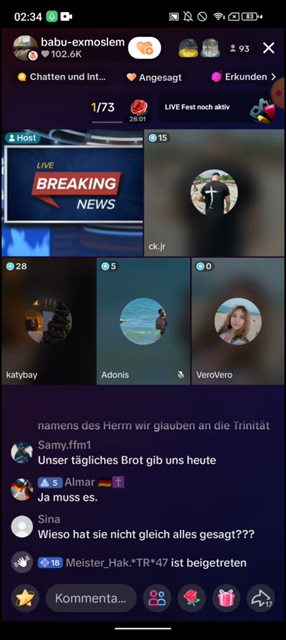 02:34
83
babu-exmoslem
102.6K
93
Chatten und Int...
Angesagt
Erkunden
1/73
28:01
LIVE Fest noch aktiv
Host
LIVE
BREAKING
NEWS
15
ck.jr
28
katybay
5
Adonis
0
VeroVero
namens des Herrn wir glauben an die Trinität
Samy.ffm1
Unser tägliches Brot gib uns heute
5 Almar
Ja muss es.
Sina
Wieso hat sie nicht gleich alles gesagt???
18 Meister_Hak.*TR*47 ist beigetreten
Kommenta...
17